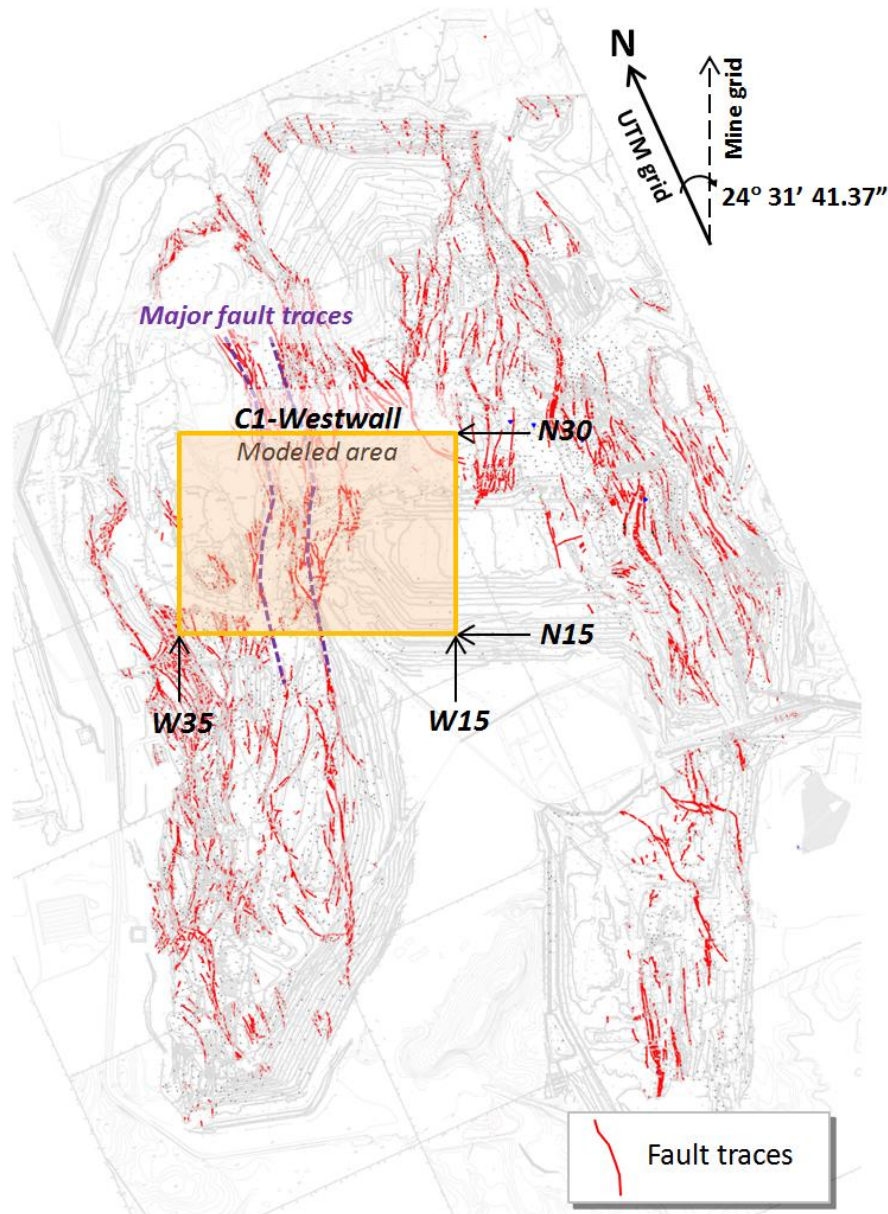 N
UTM grid
Mine grid
24° 31’ 41.37”
Major fault traces
C1-Westwall
Modeled area
N30
N15
W35
W15
Fault traces